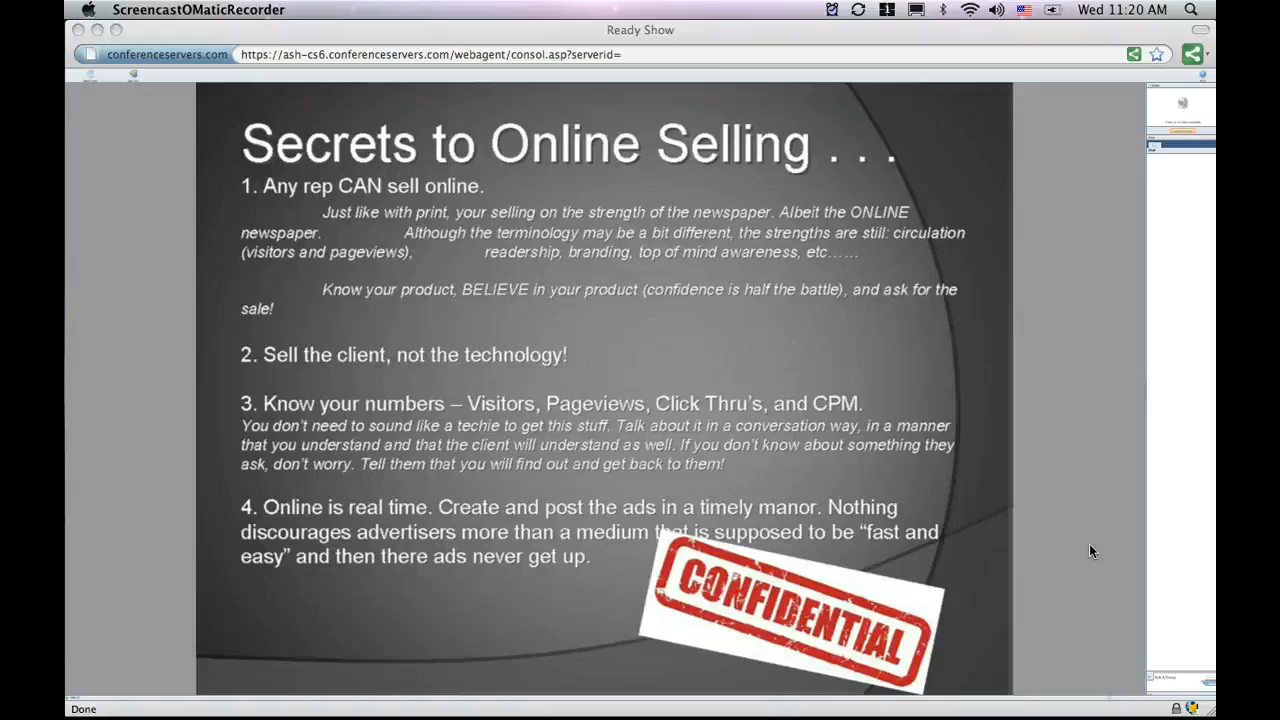 ScreencastOMaticRecorder
Wed 11:20 AM
Ready Show
conferenceservers.com
https://ash-cs6.conferenceservers.com/webagent/consol.asp?serverid=
Secrets to Online Selling . . .
1. Any rep CAN sell online.
Just like with print, your selling on the strength of the newspaper. Albeit the ONLINE
newspaper. Although the terminology may be a bit different, the strengths are still: circulation
(visitors and pageviews), readership, branding, top of mind awareness, etc……
Know your product, BELIEVE in your product (confidence is half the battle), and ask for the
sale!
2. Sell the client, not the technology!
3. Know your numbers – Visitors, Pageviews, Click Thru's, and CPM.
You don't need to sound like a techie to get this stuff. Talk about it in a conversation way, in a manner
that you understand and that the client will understand as well. If you don't know about something they
ask, don't worry. Tell them that you will find out and get back to them!
4. Online is real time. Create and post the ads in a timely manor. Nothing
discourages advertisers more than a medium that is supposed to be “fast and
easy” and then there ads never get up.
CONFIDENTIAL
Done